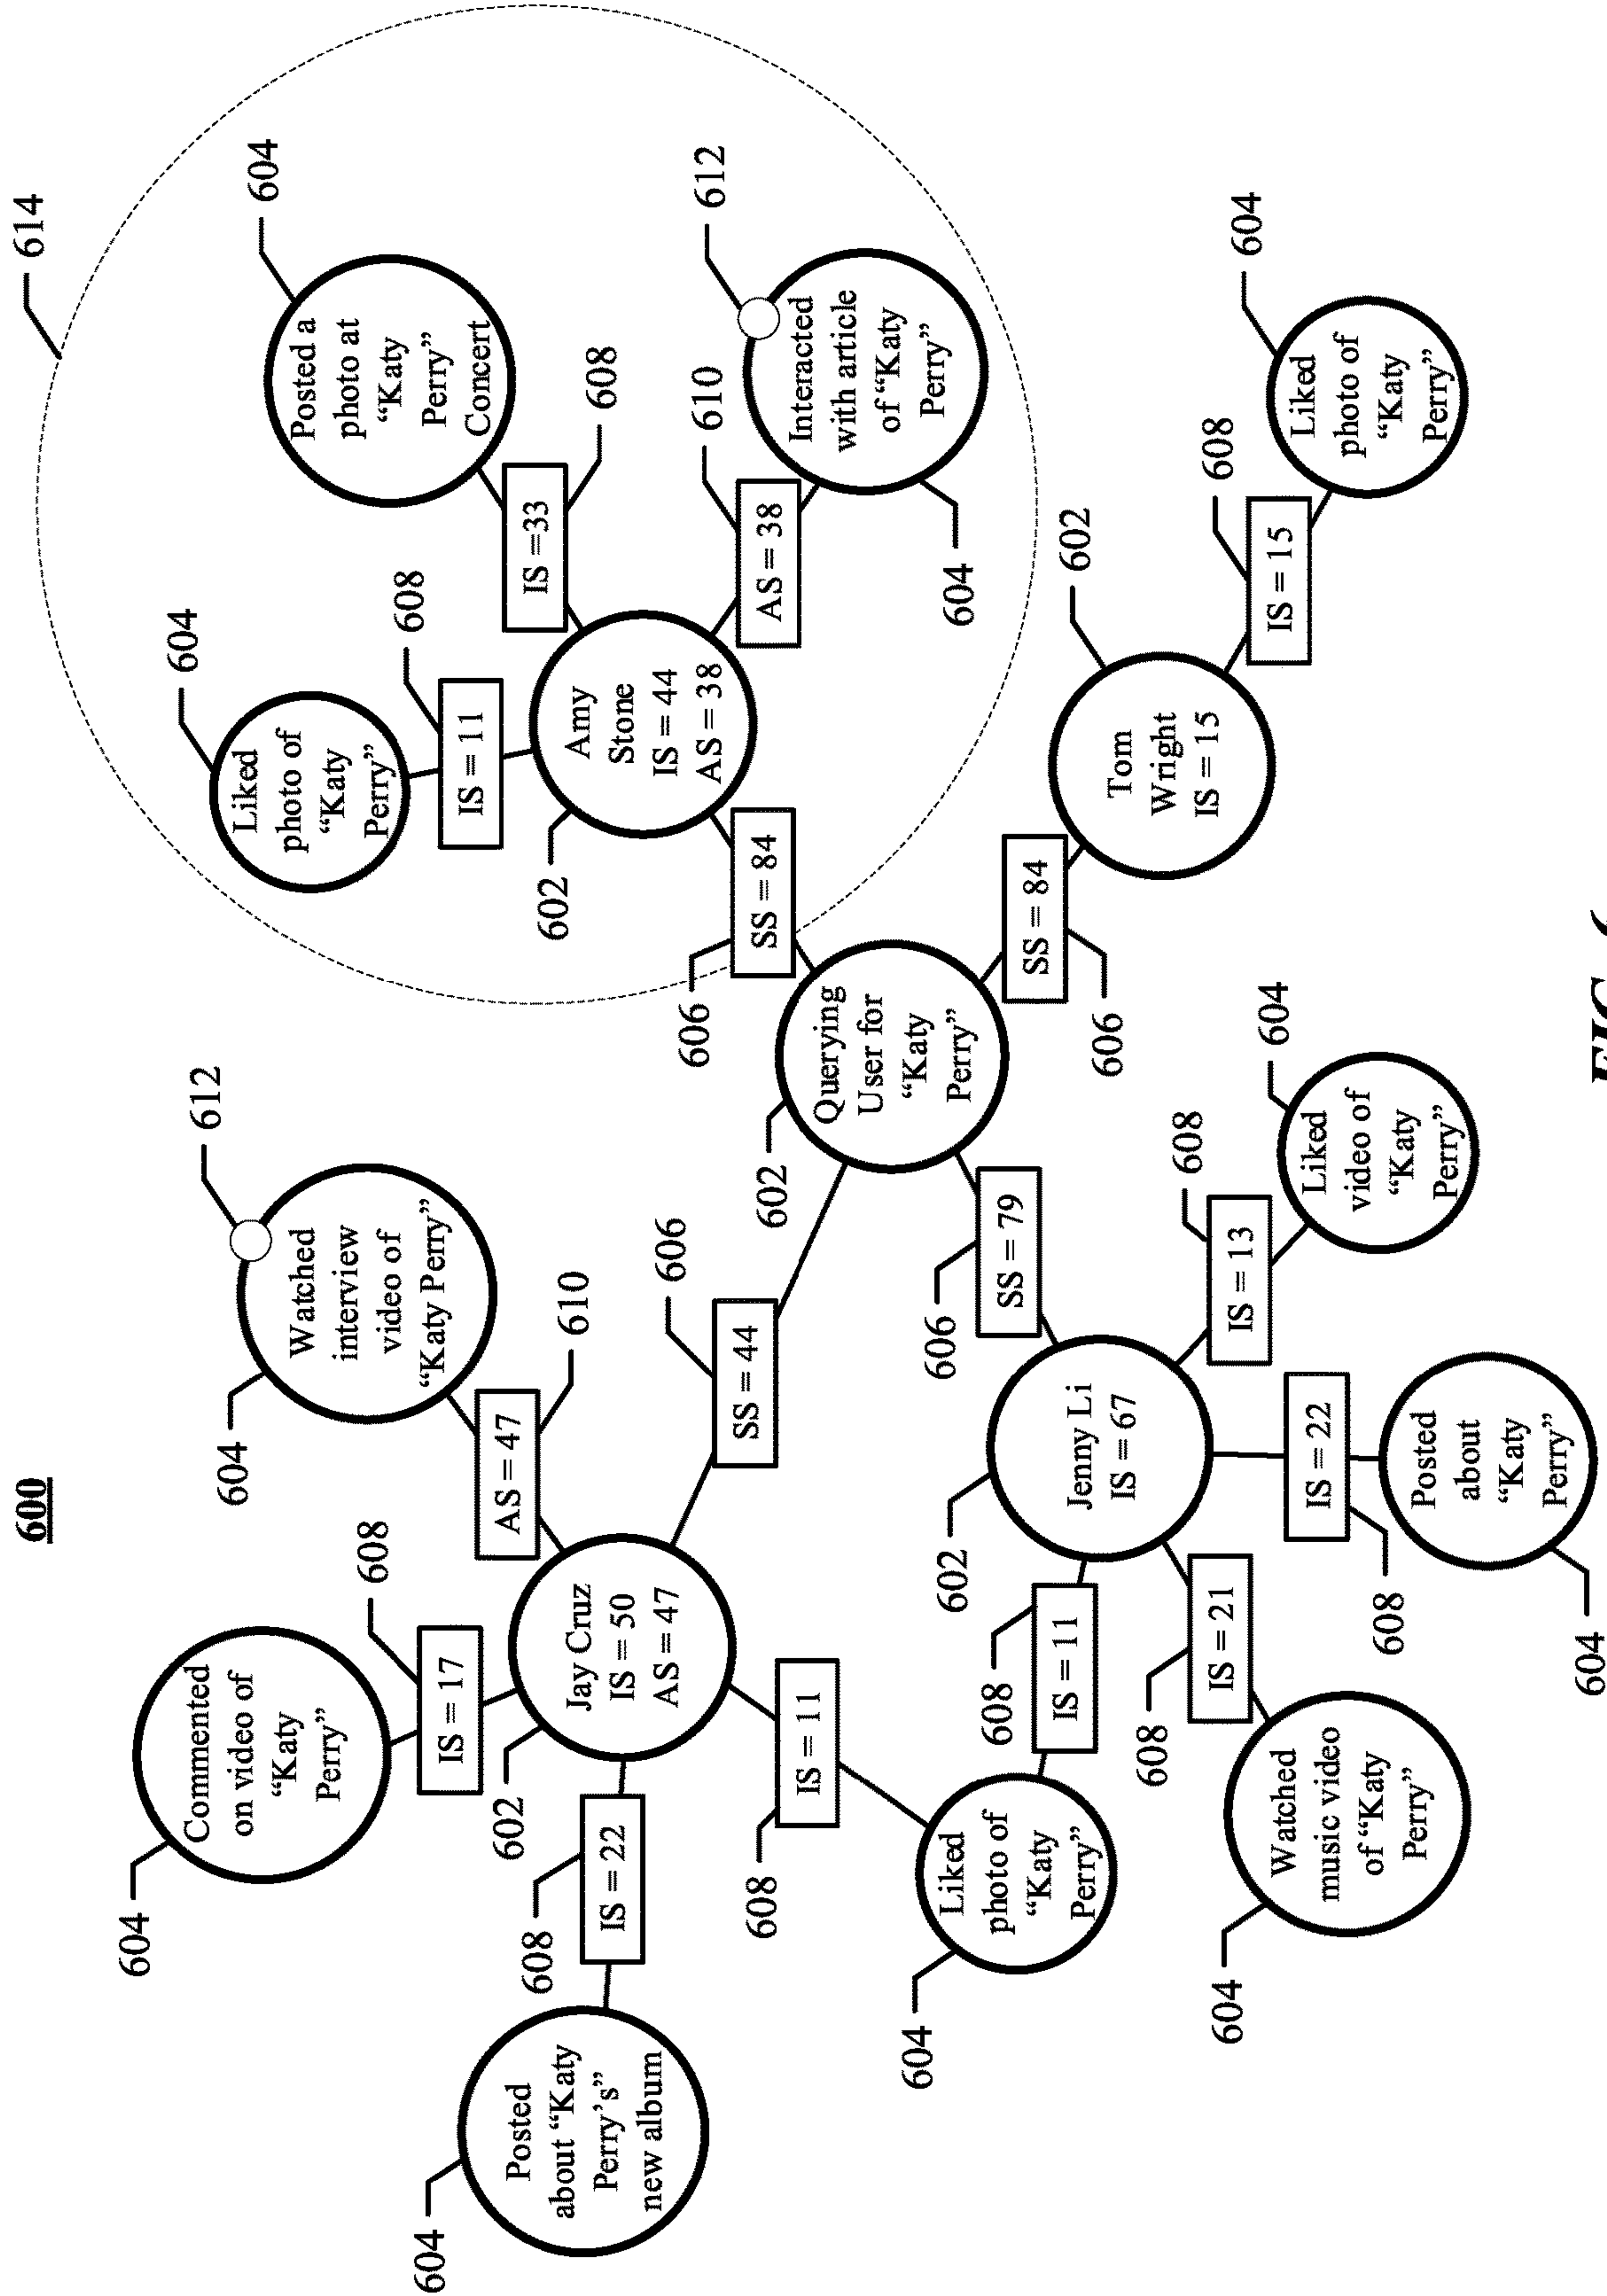 600
614
Commented
on video of
“Katy
Perry”
604
IS = 17
608
Watched
interview
video of
“Katy Perry”
604
612
AS = 47
610
Liked
photo of
“Katy
Perry”
604
IS = 11
608
Posted a
photo at
“Katy
Perry”
Concert
604
IS =33
608
Posted
about “Katy
Perry’s”
new album
604
IS = 22
608
Jay Cruz
IS = 50
AS = 47
602
SS = 44
606
Amy
Stone
IS = 44
AS = 38
602
SS = 84
606
AS = 38
610
Interacted
with article
of “Katy
Perry”
612
604
IS = 11
608
Querying
User for
“Katy
Perry”
602
Liked
photo of
“Katy
Perry”
604
IS = 11
608
SS = 79
606
SS = 84
606
Jenny Li
IS = 67
602
Tom
Wright
IS = 15
602
IS = 21
608
IS = 13
608
IS = 15
608
Watched
music video
of “Katy
Perry”
604
IS = 22
608
Liked
video of
“Katy
Perry”
604
Liked
photo of
“Katy
Perry”
604
Posted
about
“Katy
Perry”
604